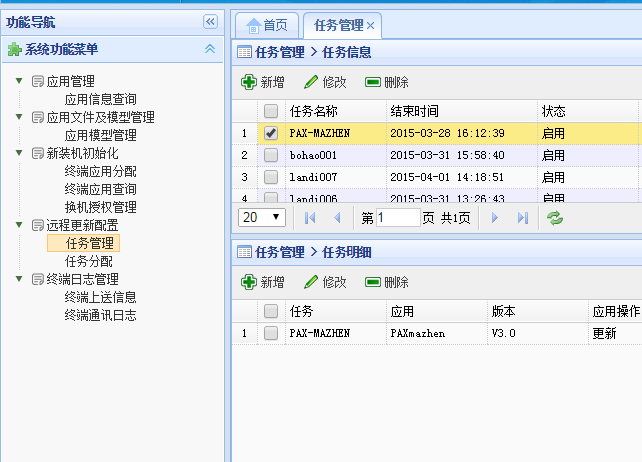 功能导航
系统功能菜单
应用管理
应用信息查询
应用文件及模型管理
应用模型管理
新装机初始化
终端应用分配
终端应用查询
换机授权管理
远程更新配置
任务管理
任务分配
终端日志管理
终端上送信息
终端通讯日志
首页 任务管理
任务管理 > 任务信息
新增 修改 删除
任务名称 结束时间 状态
1 PAX-MAZHEN 2015-03-28 16:12:39 启用
2 bohao001 2015-03-31 15:58:40 启用
3 landi007 2015-04-01 14:18:51 启用
4 landi006 2015-03-31 13:26:43 启用
20 第 1 页 共1页
任务管理 > 任务明细
新增 修改 删除
任务 应用 版本 应用操作
1 PAX-MAZHEN PAXmazhen V3.0 更新